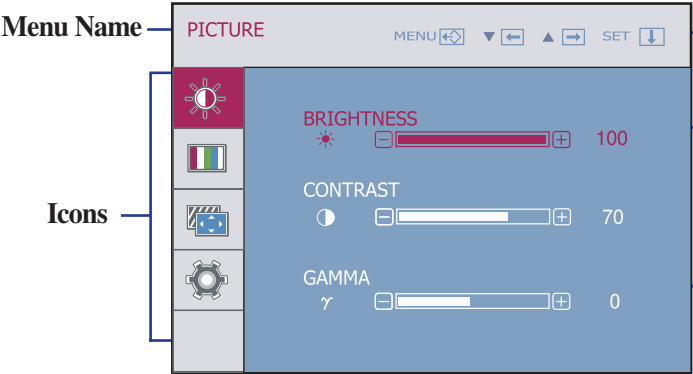 Menu Name
PICTURE
MENU ▼ ▲ SET
BRIGHTNESS
100
CONTRAST
70
Icons
GAMMA
γ 0